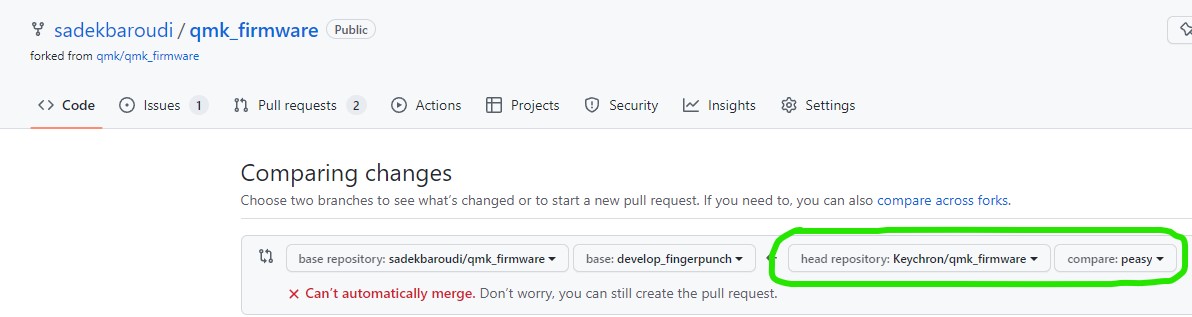 sadekbaroudi / qmk_firmware Public
forked from qmk/qmk_firmware
Code Issues 1 Pull requests 2 Actions Projects Security Insights Settings
Comparing changes
Choose two branches to see what’s changed or to start a new pull request. If you need to, you can also compare across forks.
base repository: sadekbaroudi/qmk_firmware base: develop_fingerpunch head repository: Keychron/qmk_firmware compare: peasy
Can’t automatically merge. Don’t worry, you can still create the pull request.